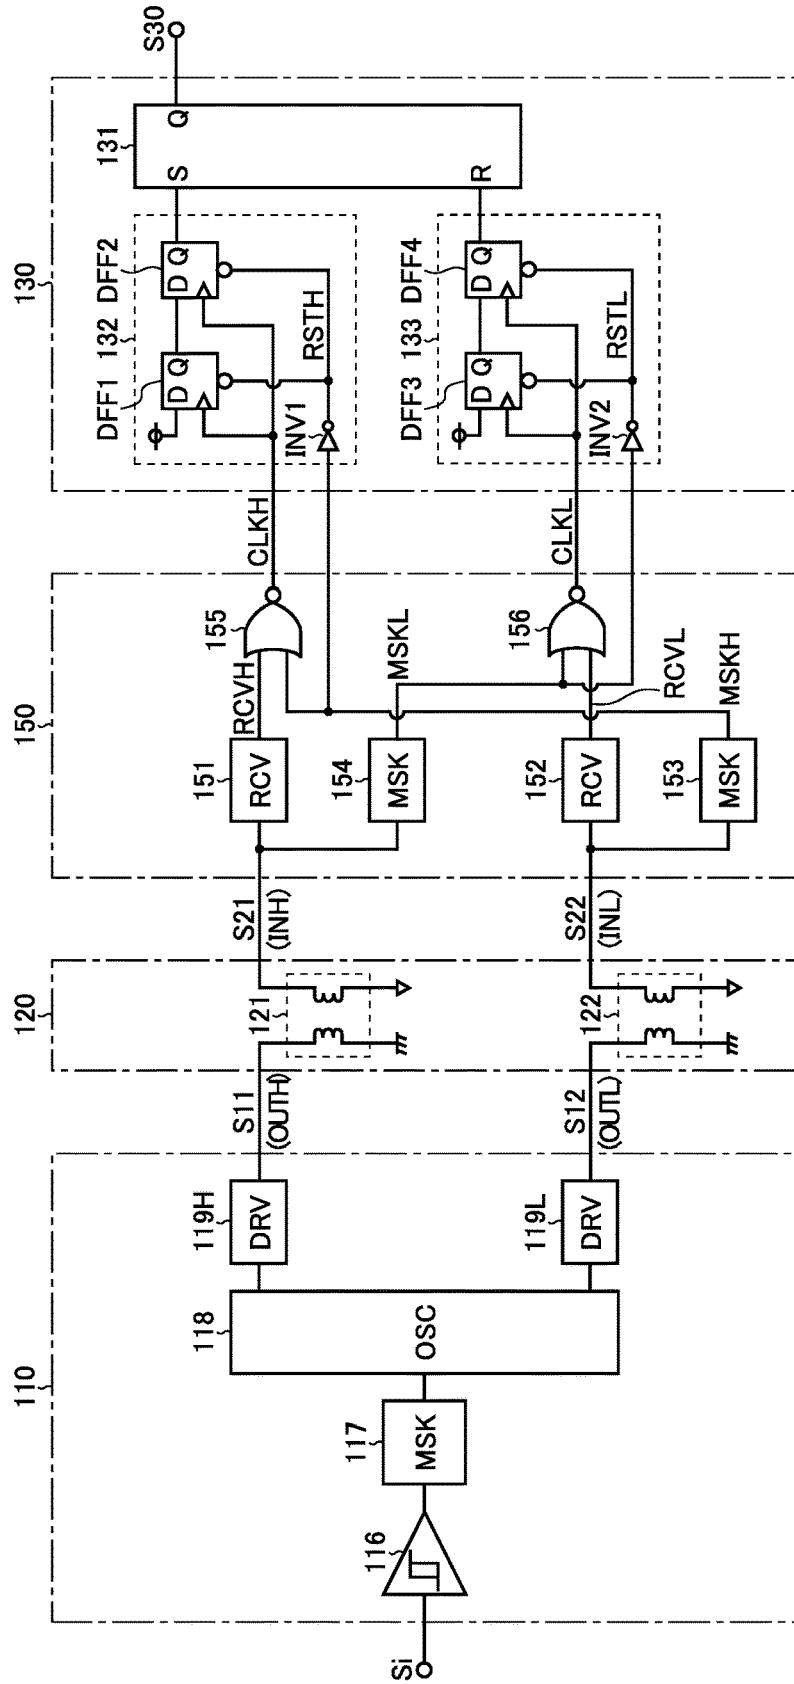 Si
110
116
117
MSK
118
OSC
119H
DRV
119L
DRV
S11
(OUTH)
S12
(OUTL)
120
121
122
S21
(INH)
S22
(INL)
150
151
RCV
154
MSK
152
RCV
153
MSK
RCVH
155
MSKL
156
RCVL
MSKH
CLKH
CLKL
130
132
DFF1
D Q
DFF2
D Q
INV1
RSTH
133
DFF3
D Q
DFF4
D Q
INV2
RSTL
131
S
Q
R
S30